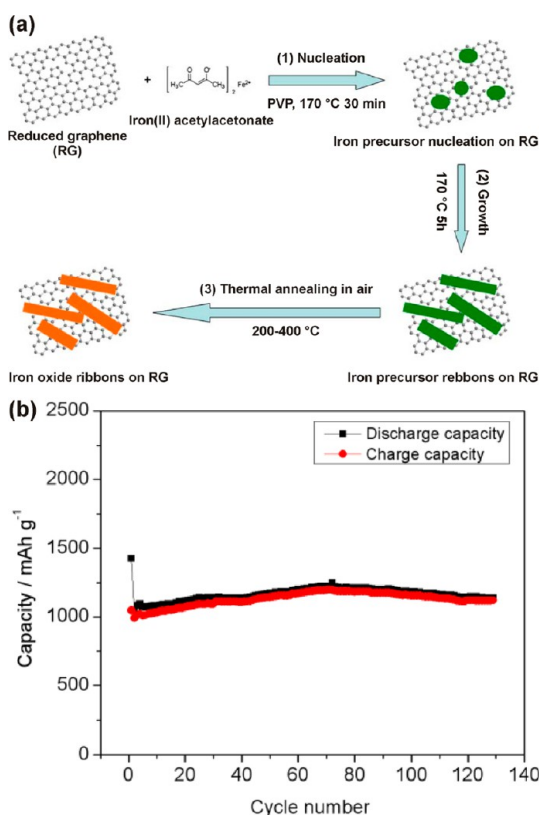 (a)
(1) Nucleation
+
H₃C
O
O⁻
CH₃
2
Fe²⁺
PVP, 170 °C 30 min
Iron(II) acetylacetonate
Reduced graphene
(RG)
Iron precursor nucleation on RG
(2) Growth
170 °C 5h
(3) Thermal annealing in air
200-400 °C
Iron oxide ribbons on RG
Iron precursor rebbons on RG
(b)
2500
2000
1500
1000
500
0
Capacity / mAh g⁻¹
Discharge capacity
Charge capacity
0 20 40 60 80 100 120 140
Cycle number